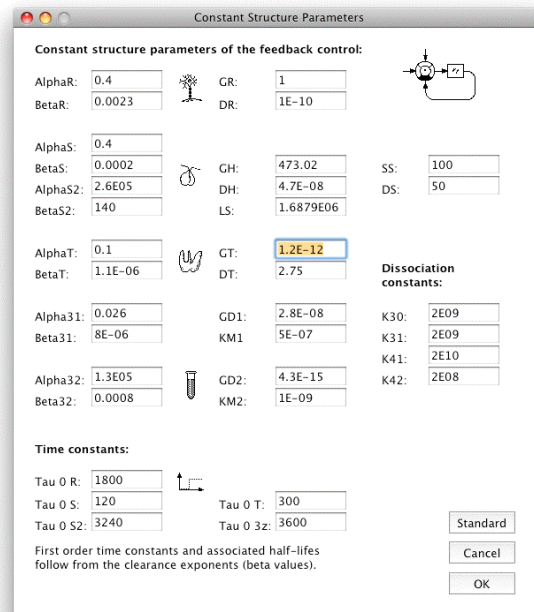 Constant Structure Parameters
Constant structure parameters of the feedback control:
AlphaR: 0.4 GR: 1
BetaR: 0.0023 DR: 1E-10
AlphaS: 0.4
BetaS: 0.0002 GH: 473.02 SS: 100
AlphaS2: 2.6E05 DH: 4.7E-08 DS: 50
BetaS2: 140 LS: 1.6879E06
AlphaT: 0.1 GT: 1.2E-12
BetaT: 1.1E-06 DT: 2.75
Dissociation
constants:
Alpha31: 0.026 GD1: 2.8E-08 K30: 2E09
Beta31: 8E-06 KM1 5E-07 K31: 2E09
K41: 2E10
Alpha32: 1.3E05 GD2: 4.3E-15 K42: 2E08
Beta32: 0.0008 KM2: 1E-09
Time constants:
Tau 0 R: 1800
Tau 0 S: 120 Tau 0 T: 300
Tau 0 S2: 3240 Tau 0 3z: 3600
First order time constants and associated half-lifes
follow from the clearance exponents (beta values).
Standard
Cancel
OK